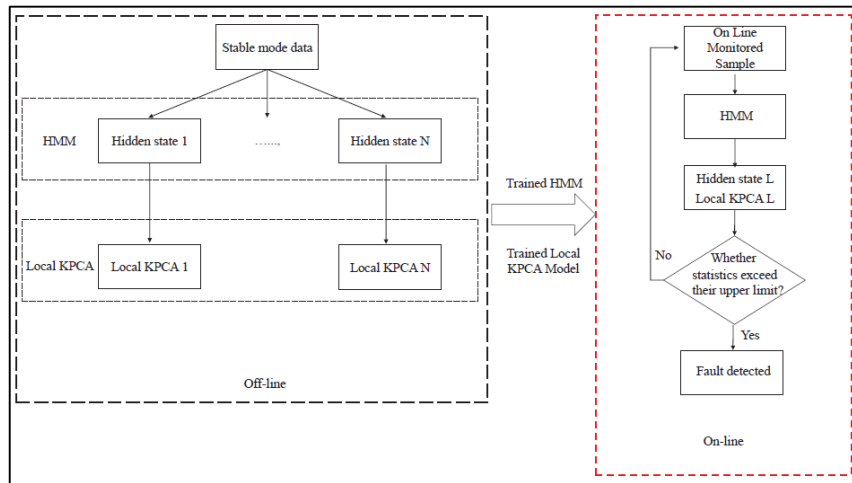 Stable mode data
HMM
Hidden state 1
......,
Hidden state N
Local KPCA
Local KPCA 1
Local KPCA N
Off-line
Trained HMM
Trained Local
KPCA Model
On Line
Monitored
Sample
HMM
Hidden state L
Local KPCA L
Whether
statistics exceed
their upper limit?
No
Yes
Fault detected
On-line